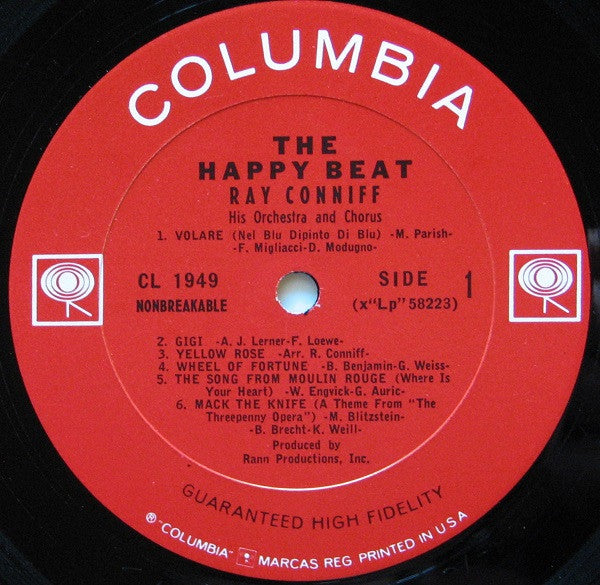 COLUMBIA
THE
HAPPY BEAT
RAY CONNIFF
His Orchestra and Chorus
1. VOLARE (Nel Blu Dipinto Di Blu) -M. Parish-
F. Migliacci-D. Modugno-
CL 1949
NONBREAKABLE
SIDE 1
(x"Lp" 58223)
2. GIGI -A. J. Lerner-F. Loewe-
3. YELLOW ROSE -Arr. R. Conniff-
4. WHEEL OF FORTUNE -B. Benjamin-G. Weiss-
5. THE SONG FROM MOULIN ROUGE (Where Is
Your Heart) -W. Engvick-G. Auric-
6. MACK THE KNIFE (A Theme From "The
Threepenny Opera") -M. Blitzstein-
-B. Brecht-K. Weill-
Produced by
Rann Productions, Inc.
GUARANTEED HIGH FIDELITY
® "COLUMBIA" MARCAS REG. PRINTED IN U S A